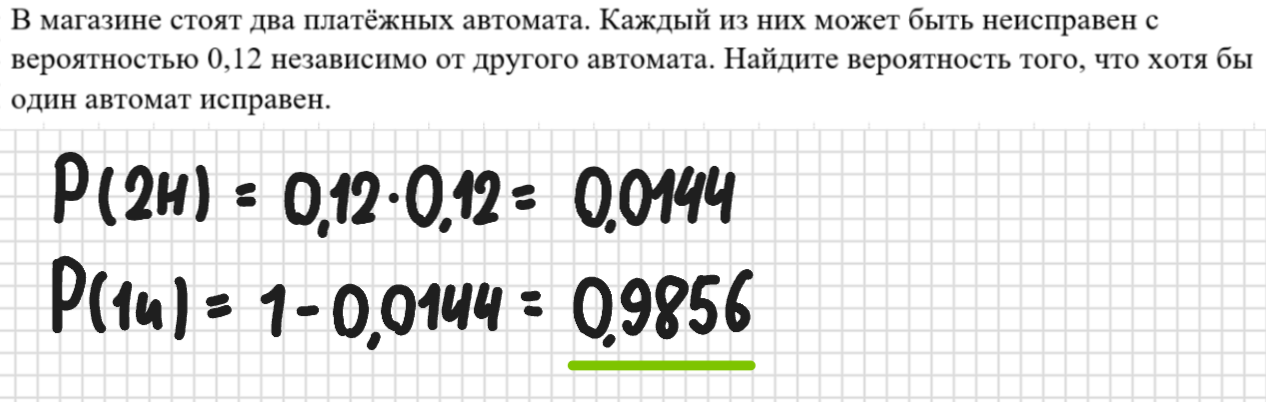 В магазине стоят два платёжных автомата. Каждый из них может быть неисправен с
вероятностью 0,12 независимо от другого автомата. Найдите вероятность того, что хотя бы
один автомат исправен.
P(2н) = 0,12·0,12 = 0,0144
P(1и) = 1-0,0144 = 0,9856